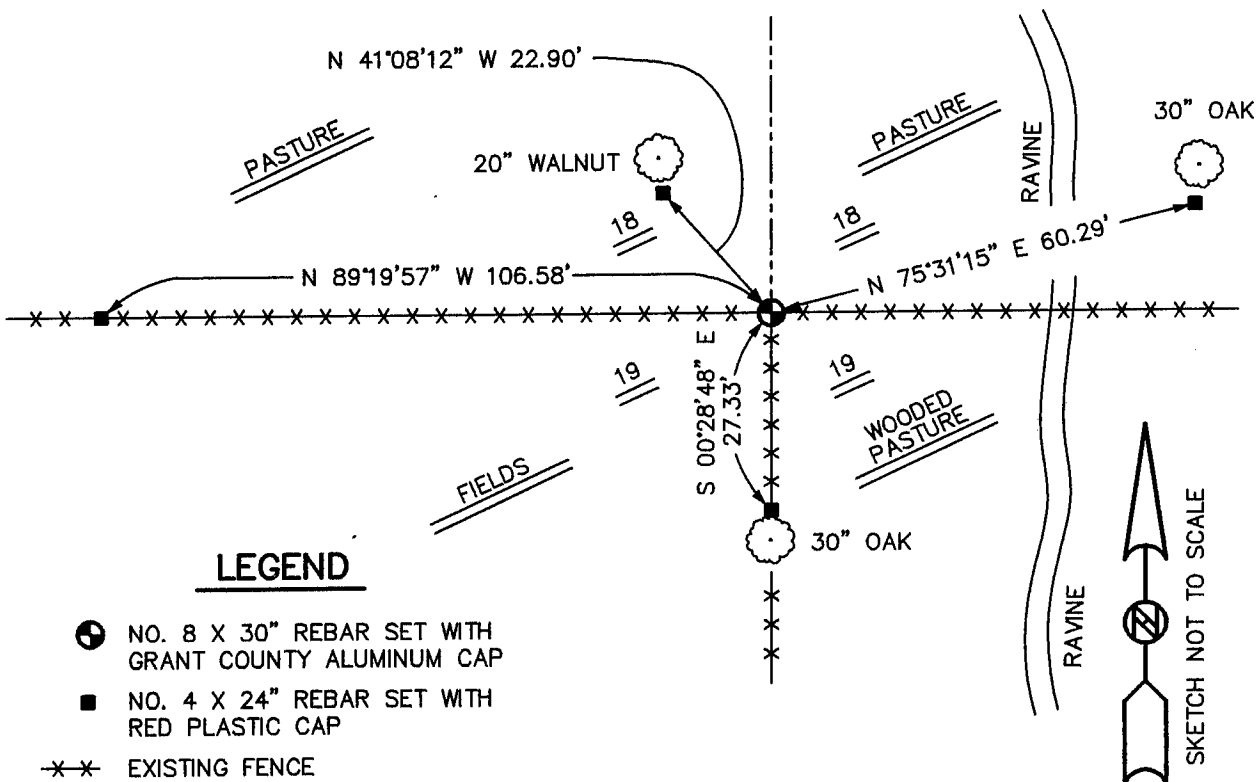 N 41°08'12" W 22.90'
PASTURE
PASTURE
30" OAK
20" WALNUT
RAVINE
18
18
N 89°19'57" W 106.58'
N 75°31'15" E 60.29'
S 00°28'48" E
27.33'
19
19
WOODED
PASTURE
FIELDS
30" OAK
RAVINE
LEGEND
NO. 8 X 30" REBAR SET WITH
GRANT COUNTY ALUMINUM CAP
NO. 4 X 24" REBAR SET WITH
RED PLASTIC CAP
EXISTING FENCE
N
SKETCH NOT TO SCALE